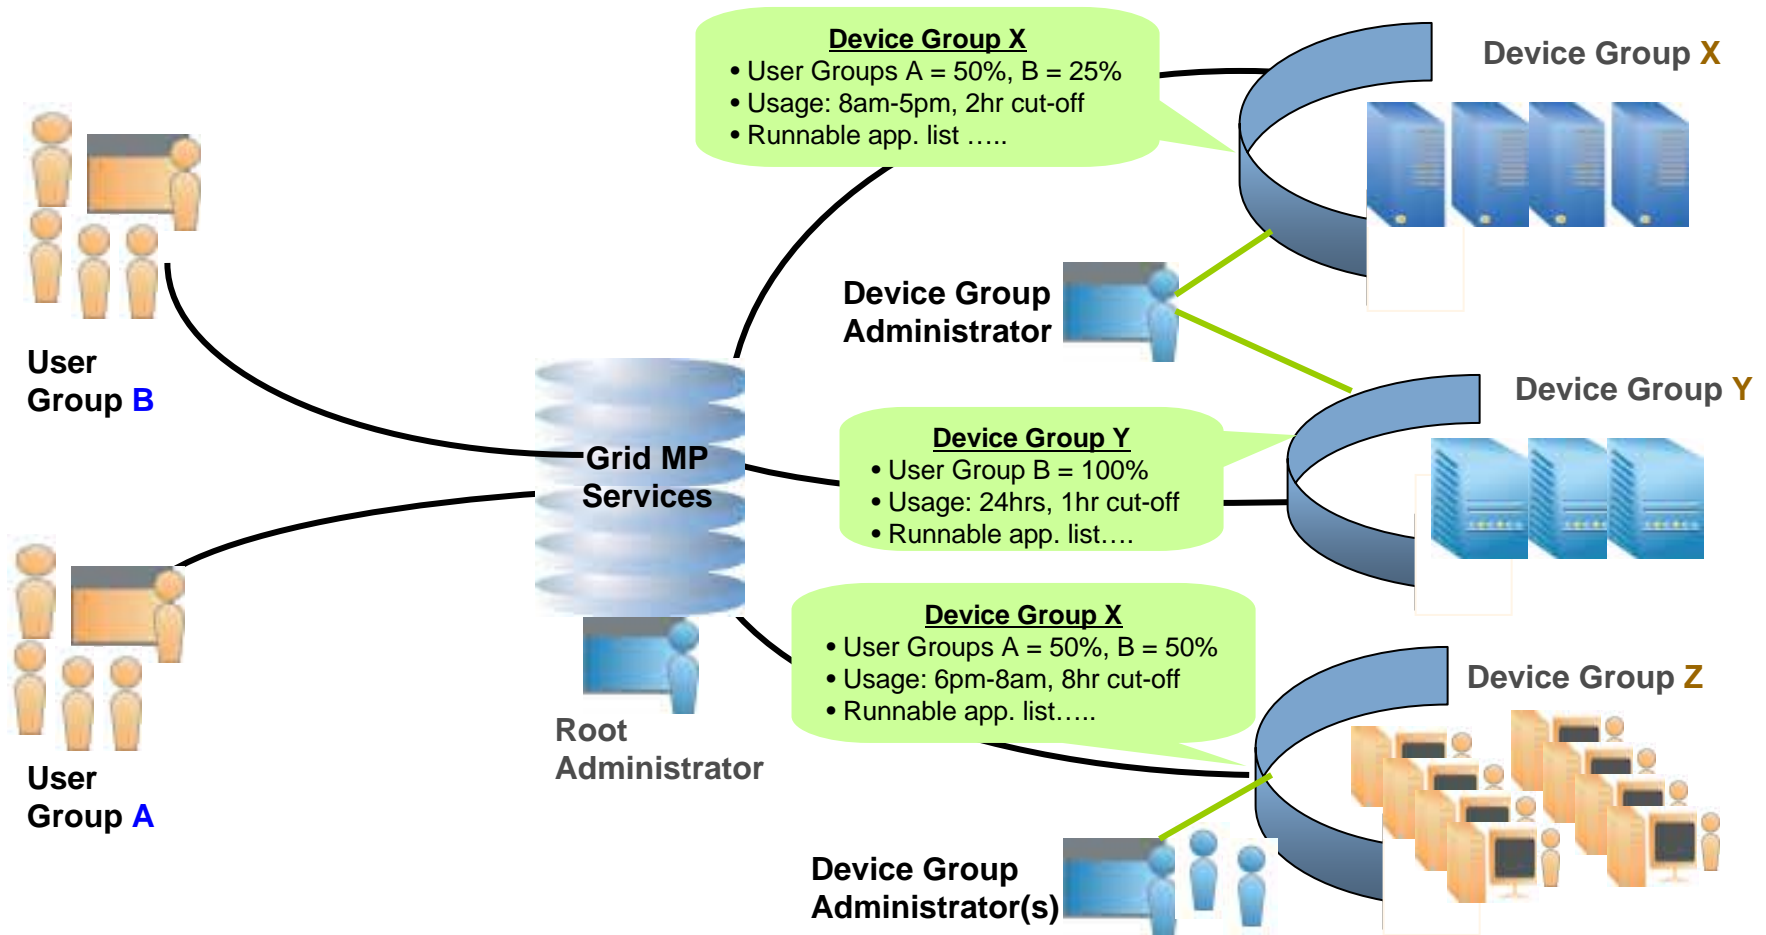 Device Group X
• User Groups A = 50%, B = 25%
• Usage: 8am-5pm, 2hr cut-off
• Runnable app. list …..
Device Group X
User
Group B
Device Group
Administrator
Device Group Y
Grid MP
Services
Device Group Y
• User Group B = 100%
• Usage: 24hrs, 1hr cut-off
• Runnable app. list….
Device Group X
• User Groups A = 50%, B = 50%
• Usage: 6pm-8am, 8hr cut-off
• Runnable app. list…..
Device Group Z
Root
Administrator
User
Group A
Device Group
Administrator(s)